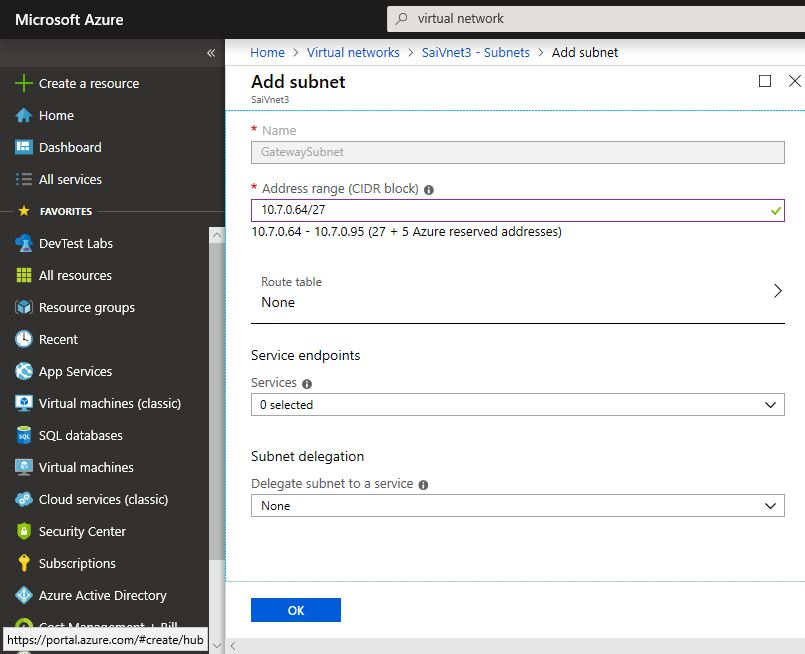 Microsoft Azure
virtual network
«
Home > Virtual networks > SaiVnet3 - Subnets > Add subnet
Create a resource
Home
Dashboard
All services
FAVORITES
DevTest Labs
All resources
Resource groups
Recent
App Services
Virtual machines (classic)
SQL databases
Virtual machines
Cloud services (classic)
Security Center
Subscriptions
Azure Active Directory
Cost Management + Bill
https://portal.azure.com/#create/hub
Add subnet
SaiVnet3
* Name
GatewaySubnet
* Address range (CIDR block)
10.7.0.64/27
10.7.0.64 - 10.7.0.95 (27 + 5 Azure reserved addresses)
Route table
None
Service endpoints
Services
0 selected
Subnet delegation
Delegate subnet to a service
None
OK